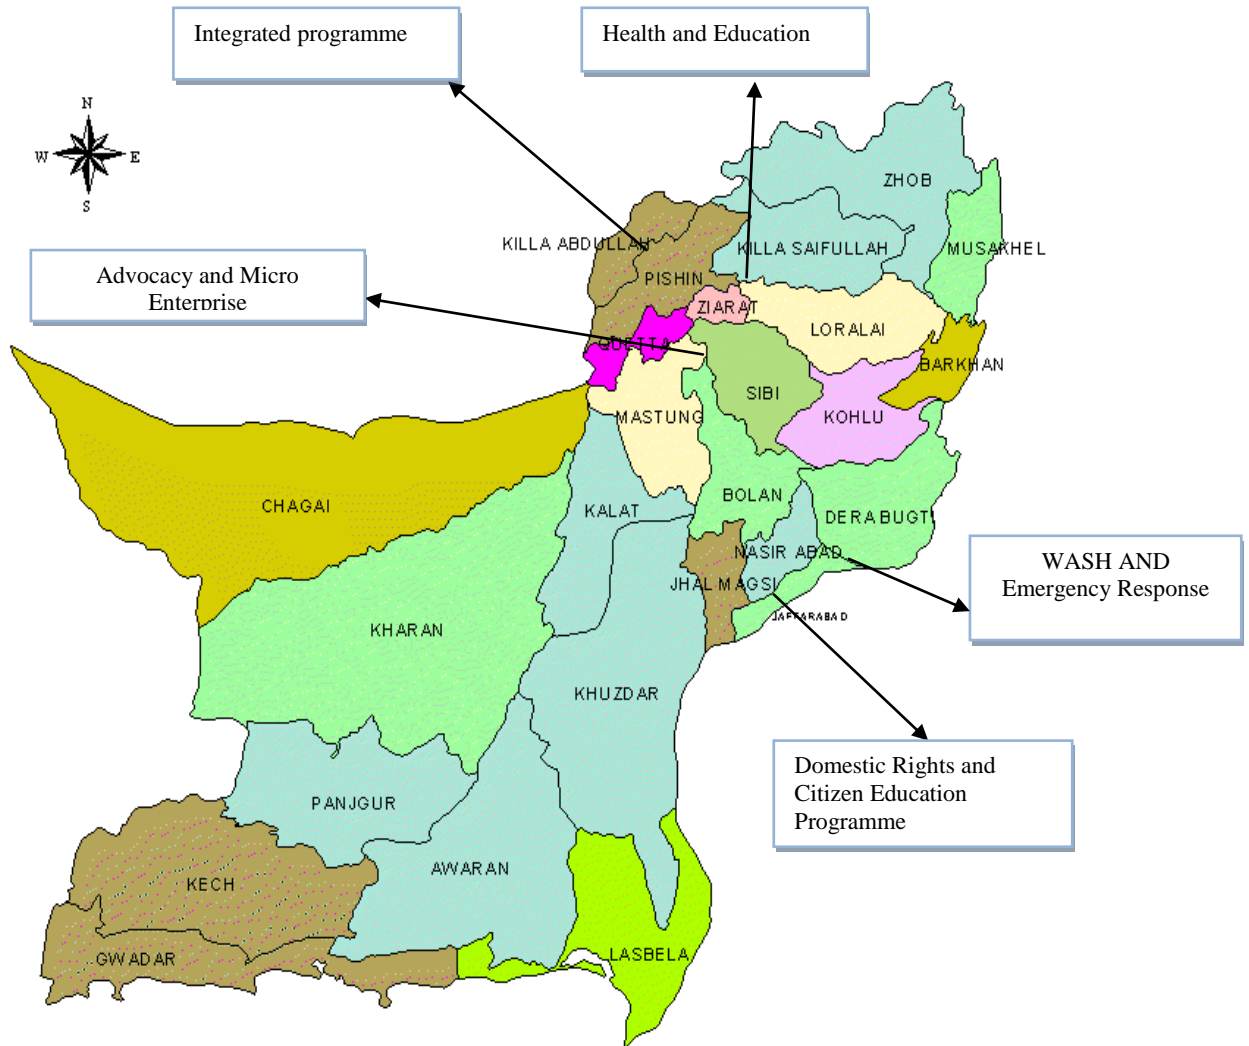 Integrated programme
Health and Education
N
W E
S
ZHOB
KILLA ABDULLAH
KILLA SAIFULLAH
MUSAKHEL
Advocacy and Micro
Enterprise
PISHIN
ZIARAT
LORALAI
QUETTA
BARKHAN
SIBI
MASTUNG
KOHLU
CHAGAI
BOLAN
KALAT
DERABUGTI
NASIR ABAD
WASH AND
Emergency Response
JHAL MAGSI
JAFFARABAD
KHARAN
KHUZDAR
Domestic Rights and
Citizen Education
Programme
PANJGUR
AWARAN
KECH
GWADAR
LASBELA